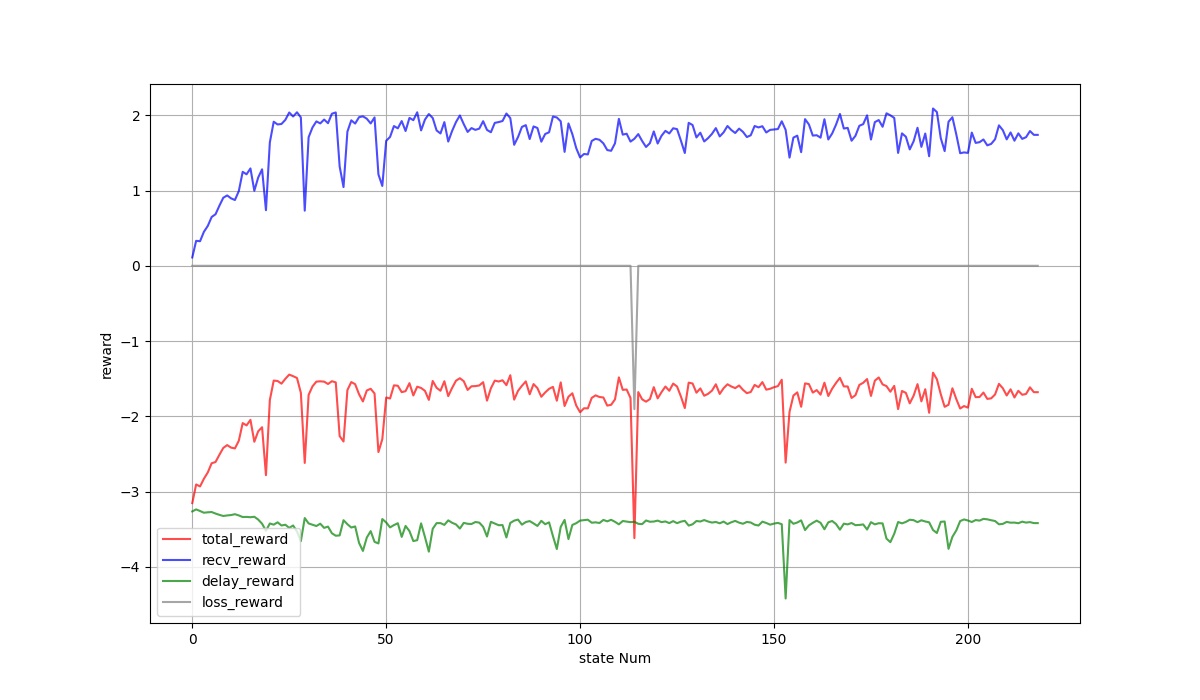 2
1
0
−1
−2
−3
−4
reward
total_reward
recv_reward
delay_reward
loss_reward
0 50 100 150 200
state Num